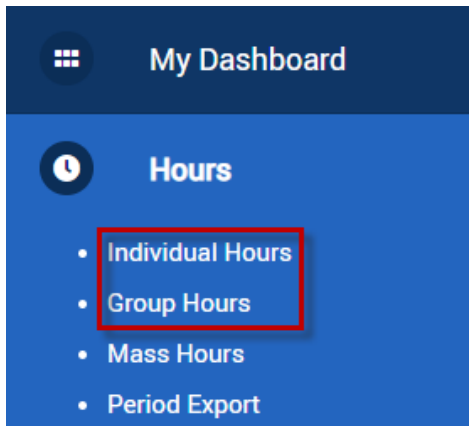 My Dashboard
Hours
Individual Hours
Group Hours
Mass Hours
Period Export